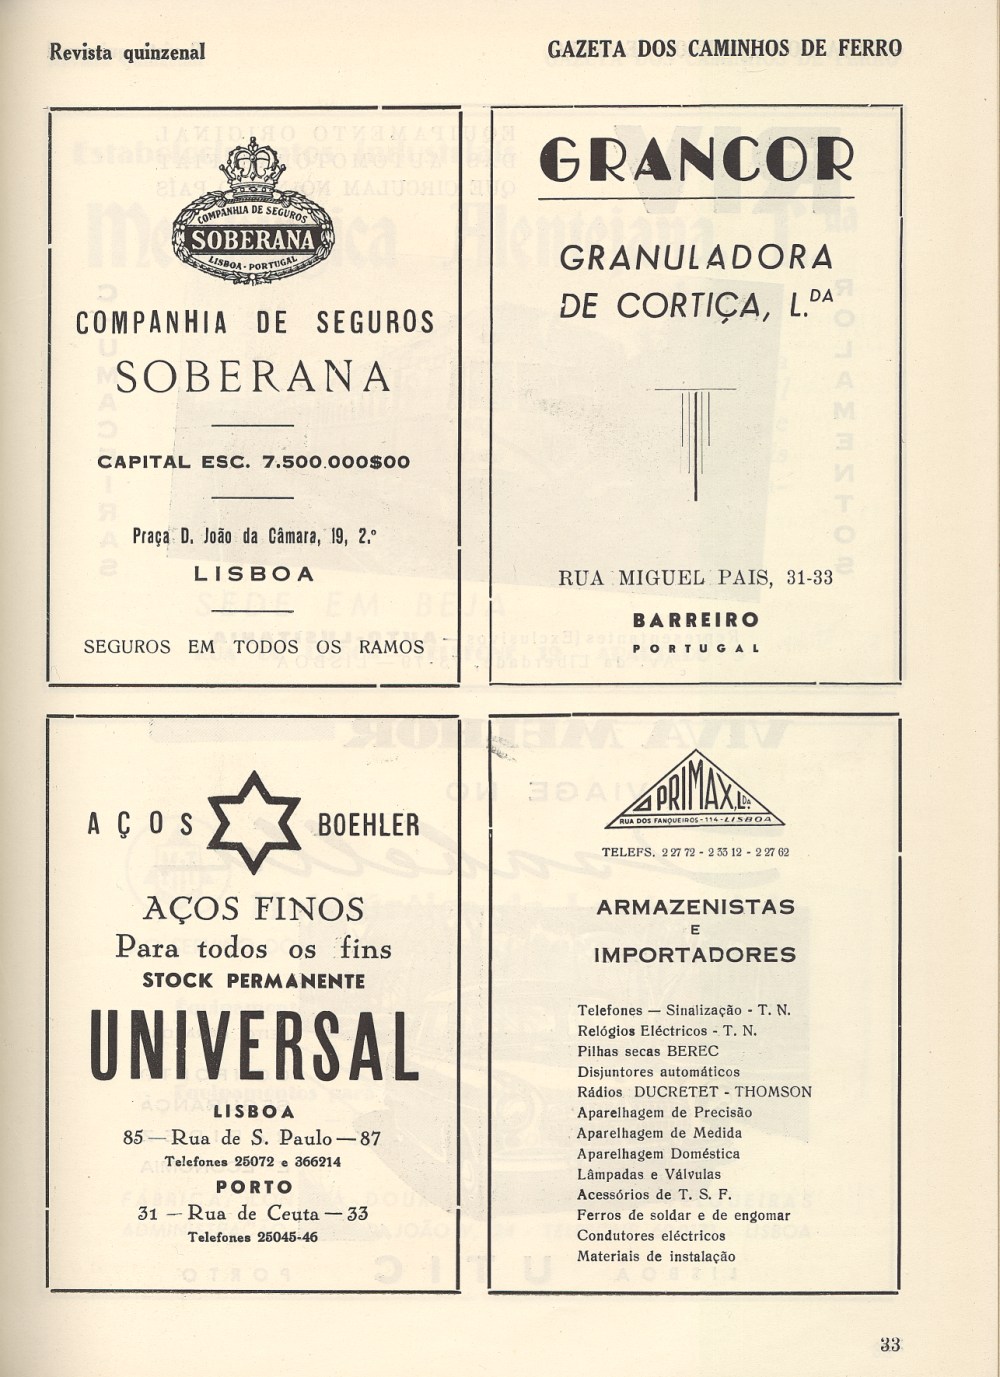 Revista quinzenal
GAZETA DOS CAMINHOS DE FERRO
COMPANHIA DE SEGUROS
SOBERANA
LISBOA - PORTUGAL
COMPANHIA DE SEGUROS
SOBERANA
CAPITAL ESC. 7.500.000$00
Praça D. João da Câmara, 19, 2.º
LISBOA
SEGUROS EM TODOS OS RAMOS
GRANCOR
GRANULADORA
DE CORTIÇA, L.DA
RUA MIGUEL PAIS, 31-33
BARREIRO
PORTUGAL
AÇOS BOEHLER
AÇOS FINOS
Para todos os fins
STOCK PERMANENTE
UNIVERSAL
LISBOA
85 — Rua de S. Paulo — 87
Telefones 25072 e 366214
PORTO
31 — Rua de Ceuta — 33
Telefones 25045-46
PRIMAX, L.DA
RUA DOS FANQUEIROS - 114 - LISBOA
TELEFS. 2 27 72 - 2 33 12 - 2 27 62
ARMAZENISTAS
E
IMPORTADORES
Telefones — Sinalização - T. N.
Relógios Eléctricos - T. N.
Pilhas secas BEREC
Disjuntores automáticos
Rádios DUCRETET - THOMSON
Aparelhagem de Precisão
Aparelhagem de Medida
Aparelhagem Doméstica
Lâmpadas e Válvulas
Acessórios de T. S. F.
Ferros de soldar e de engomar
Condutores eléctricos
Materiais de instalação
33